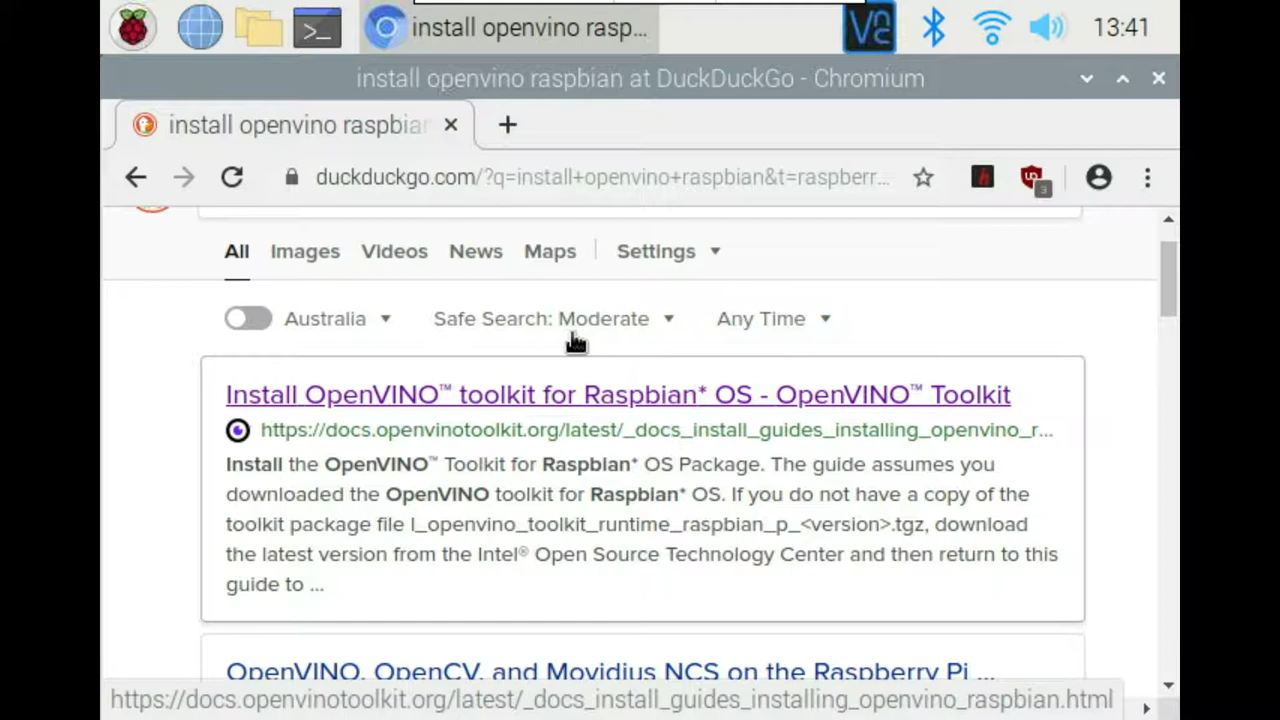 install openvino rasp...
13:41
install openvino raspbian at DuckDuckGo - Chromium
install openvino raspbian
duckduckgo.com/?q=install+openvino+raspbian&t=raspberr...
3
All Images Videos News Maps Settings
Australia Safe Search: Moderate Any Time
Install OpenVINO™ toolkit for Raspbian* OS - OpenVINO™ Toolkit
https://docs.openvinotoolkit.org/latest/_docs_install_guides_installing_openvino_r...
Install the OpenVINO™ Toolkit for Raspbian* OS Package. The guide assumes you
downloaded the OpenVINO toolkit for Raspbian* OS. If you do not have a copy of the
toolkit package file l_openvino_toolkit_runtime_raspbian_p_<version>.tgz, download
the latest version from the Intel® Open Source Technology Center and then return to this
guide to ...
OpenVINO, OpenCV, and Movidius NCS on the Raspberry Pi ...
https://docs.openvinotoolkit.org/latest/_docs_install_guides_installing_openvino_raspbian.html